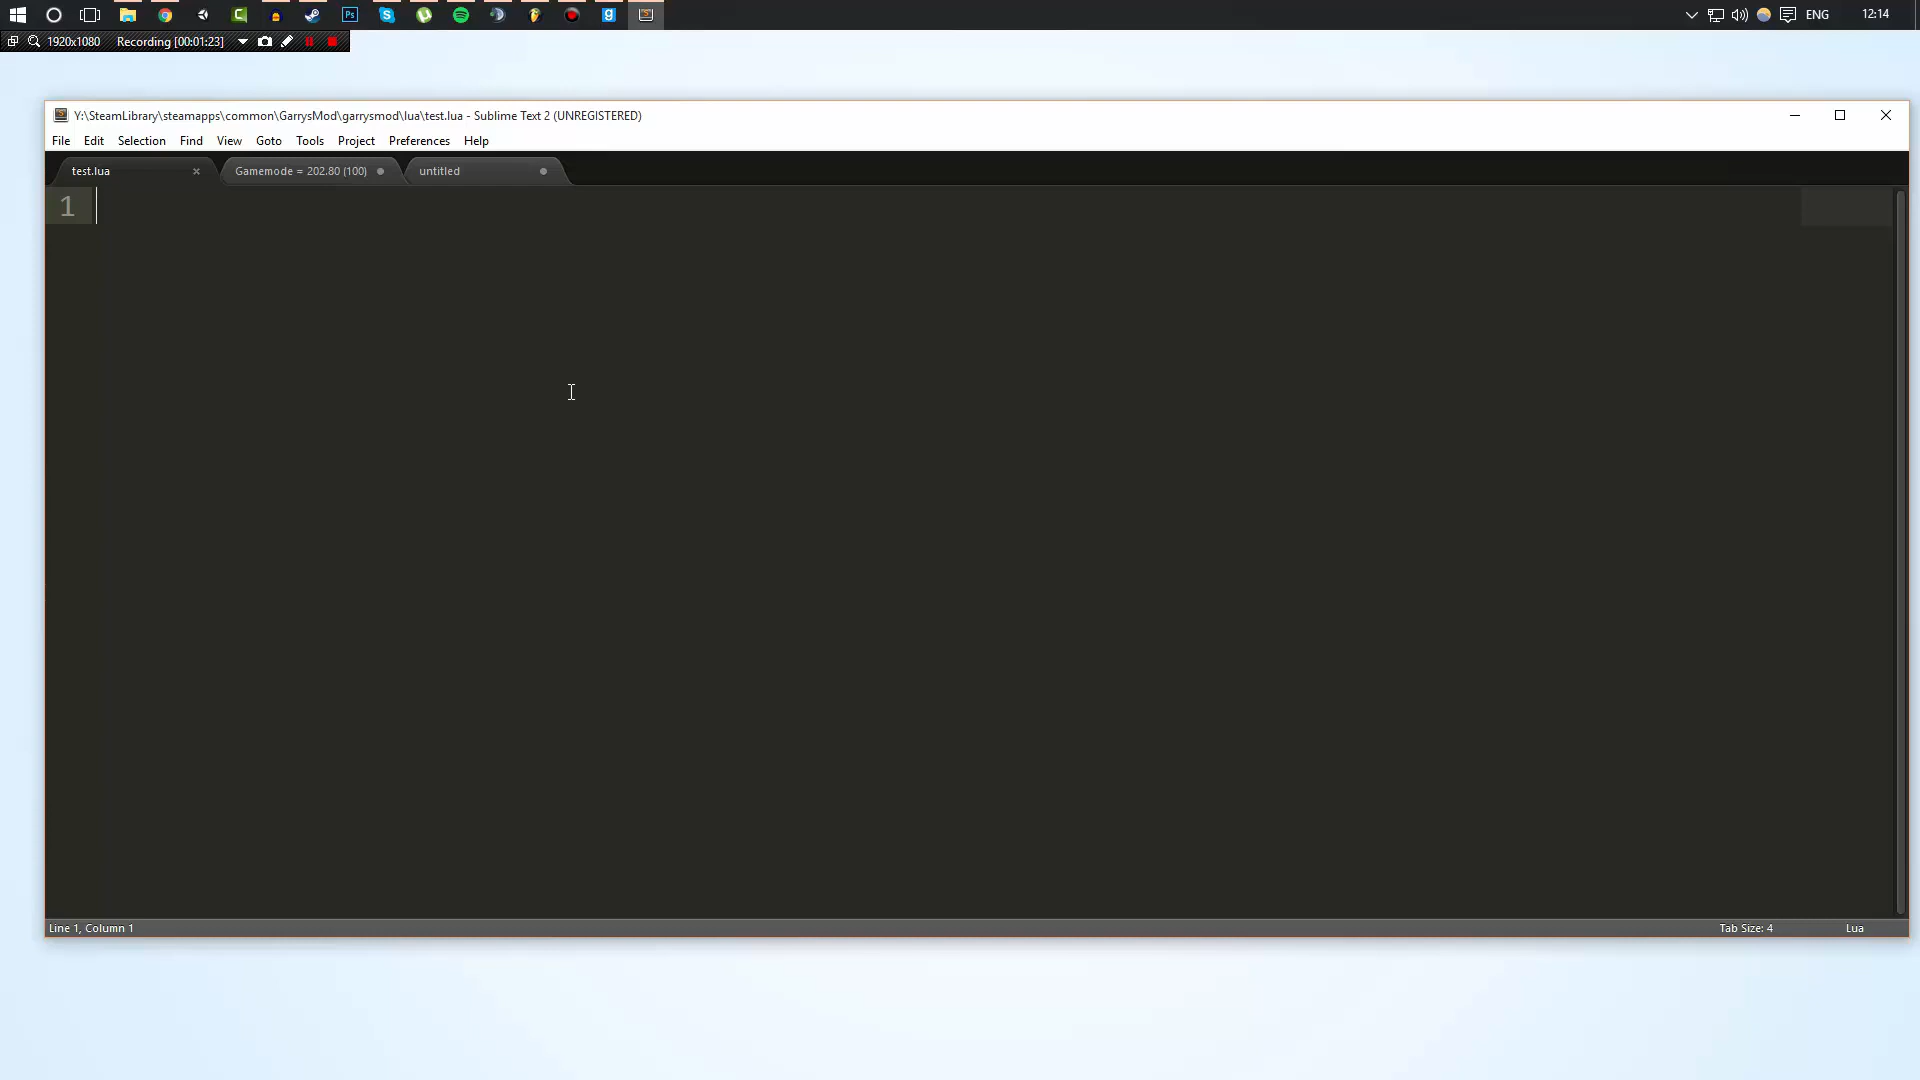 ENG
12:14
1920x1080 Recording [00:01:23]
Y:\SteamLibrary\steamapps\common\GarrysMod\garrysmod\lua\test.lua - Sublime Text 2 (UNREGISTERED)
File Edit Selection Find View Goto Tools Project Preferences Help
test.lua Gamemode = 202.80 (100) untitled
1
Line 1, Column 1 Tab Size: 4 Lua